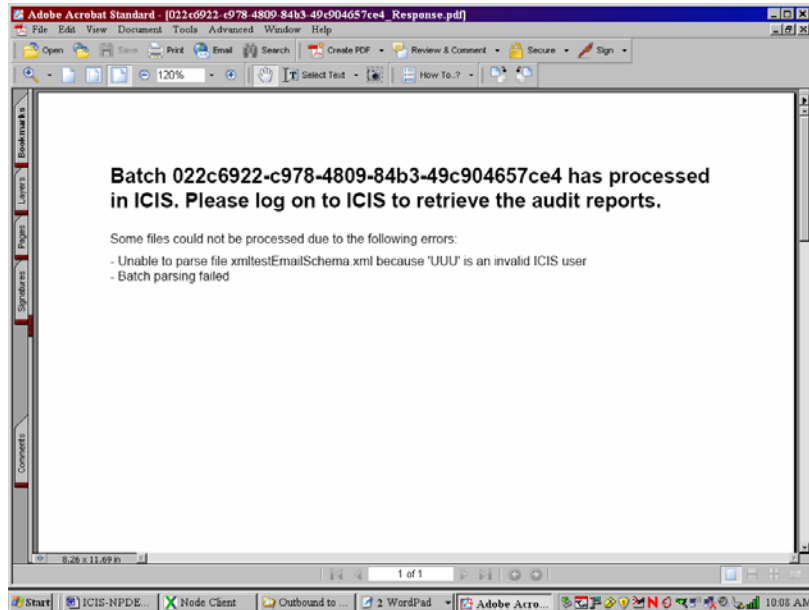 Adobe Acrobat Standard - [022c6922-c978-4809-84b3-49c904657ce4_Response.pdf]
File Edit View Document Tools Advanced Window Help
Open Save Print Email Search Create PDF Review & Comment Secure Sign
120% Select Text How To..?
Bookmarks
Layers
Pages
Signatures
Comments
Batch 022c6922-c978-4809-84b3-49c904657ce4 has processed
in ICIS. Please log on to ICIS to retrieve the audit reports.
Some files could not be processed due to the following errors:
- Unable to parse file xmltestEmailSchema.xml because 'UUU' is an invalid ICIS user
- Batch parsing failed
8.26 x 11.69 in
1 of 1
Start ICIS-NPDE... Node Client Outbound to ... 2 WordPad Adobe Acro... 10:08 AM